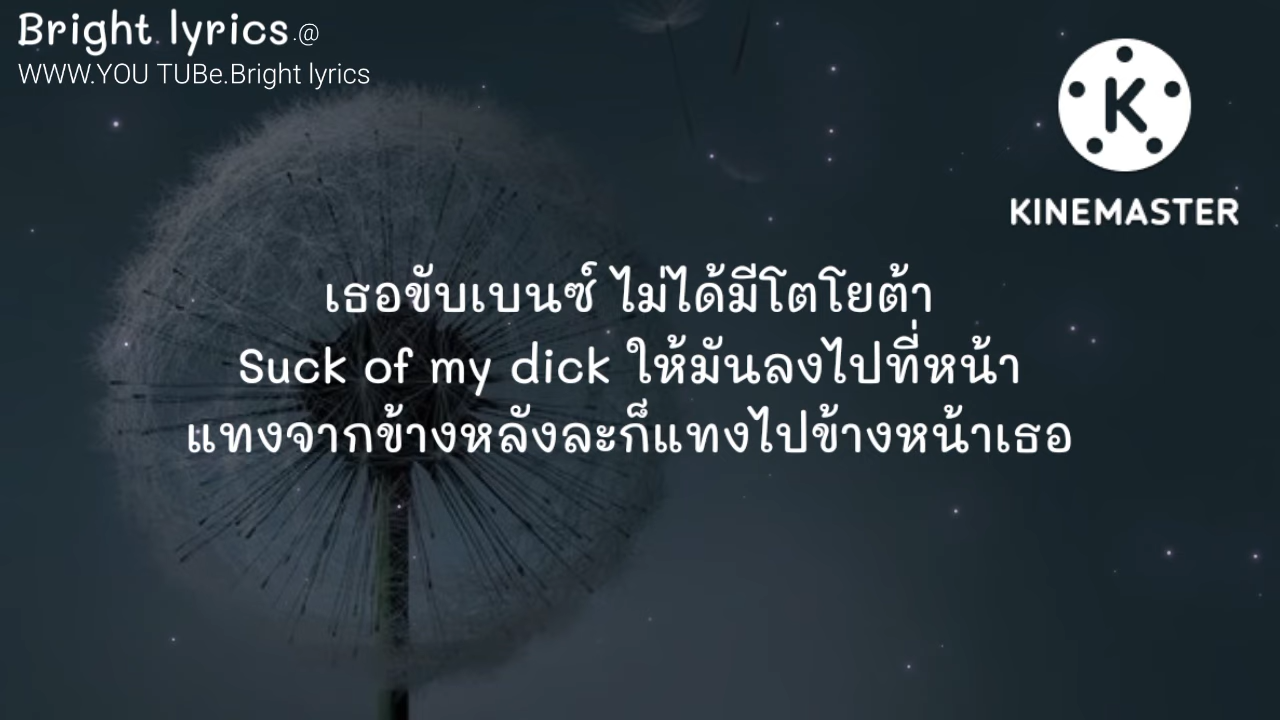 Bright lyrics.@
WWW.YOU TUBe.Bright lyrics
K
KINEMASTER
เธอขับเบนซ์ ไม่ได้มีโตโยต้า
Suck of my dick ให้มันลงไปที่หน้า
แทงจากข้างหลังละก็แทงไปข้างหน้าเธอ